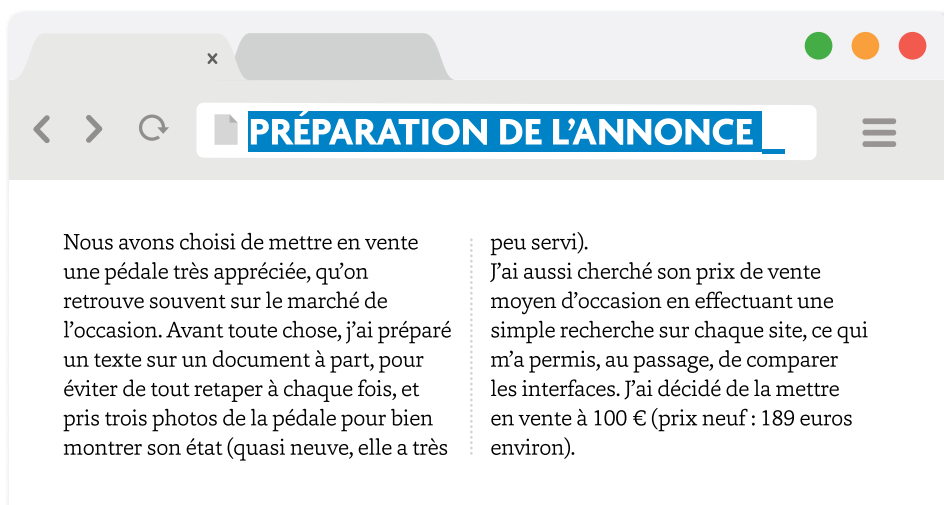 PRÉPARATION DE L’ANNONCE _
Nous avons choisi de mettre en vente
une pédale très appréciée, qu’on
retrouve souvent sur le marché de
l’occasion. Avant toute chose, j’ai préparé
un texte sur un document à part, pour
éviter de tout retaper à chaque fois, et
pris trois photos de la pédale pour bien
montrer son état (quasi neuve, elle a très
peu servi).
J’ai aussi cherché son prix de vente
moyen d’occasion en effectuant une
simple recherche sur chaque site, ce qui
m’a permis, au passage, de comparer
les interfaces. J’ai décidé de la mettre
en vente à 100 € (prix neuf : 189 euros
environ).